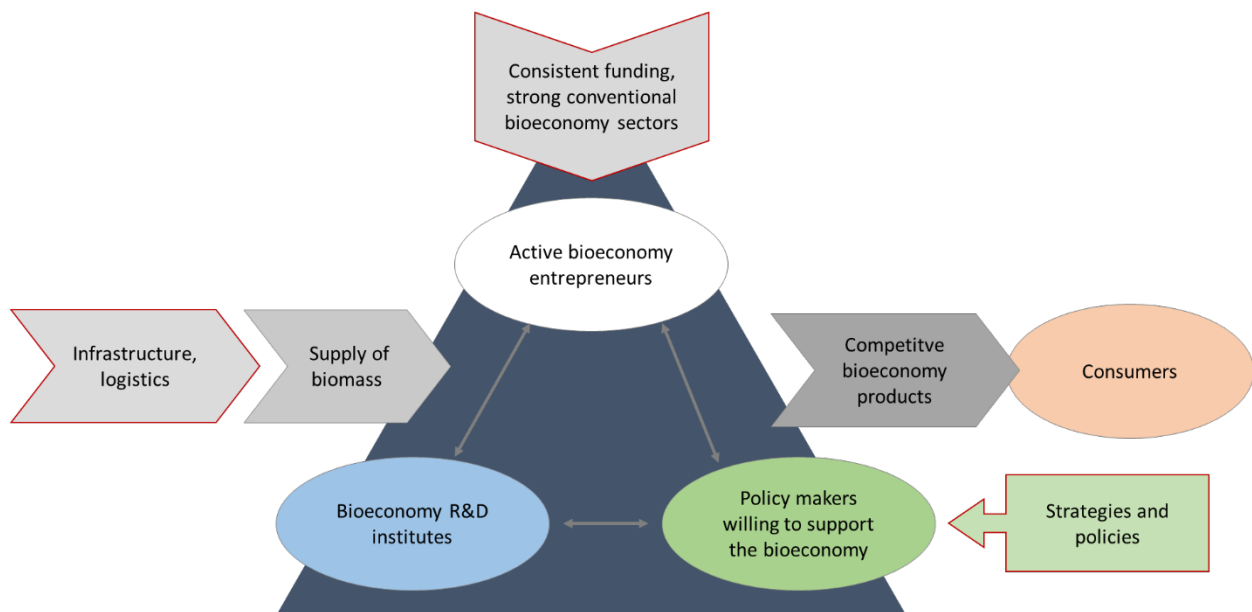 Consistent funding,
strong conventional
bioeconomy sectors
Active bioeconomy
entrepreneurs
Infrastructure,
logistics
Supply of
biomass
Competitve
bioeconomy
products
Consumers
Bioeconomy R&D
institutes
Policy makers
willing to support
the bioeconomy
Strategies and
policies